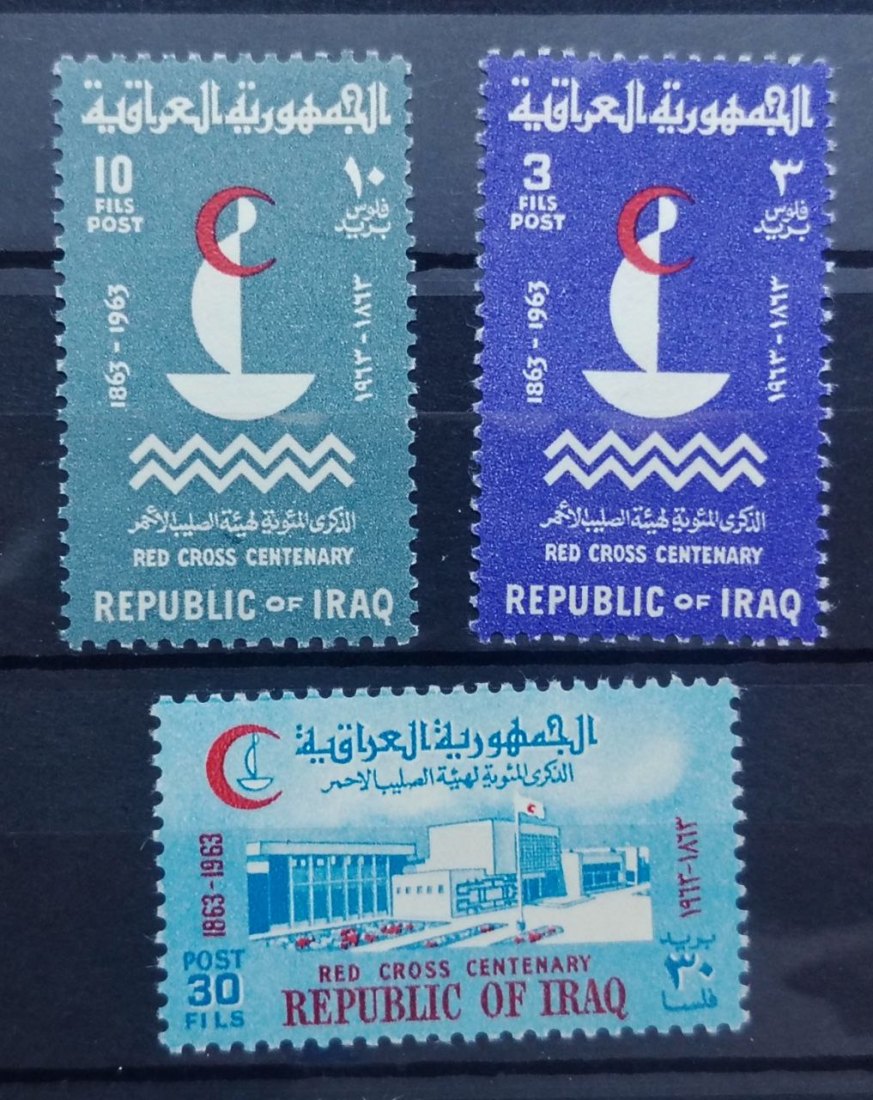 الجمهورية العراقية
10 ١٠
FILS فلوس
POST بريد
1863 - 1963
١٨٦٣ - ١٩٦٣
الذكرى المئوية لهيئة الصليب الأحمر
RED CROSS CENTENARY
REPUBLIC OF IRAQ
الجمهورية العراقية
3 ٣
FILS فلوس
POST بريد
1863 - 1963
١٨٦٣ - ١٩٦٣
الذكرى المئوية لهيئة الصليب الأحمر
RED CROSS CENTENARY
REPUBLIC OF IRAQ
الجمهورية العراقية
الذكرى المئوية لهيئة الصليب الاحمر
1863-1963
١٨٦٣-١٩٦٣
POST بريد
30 ٣٠
FILS فلسا
RED CROSS CENTENARY
REPUBLIC OF IRAQ